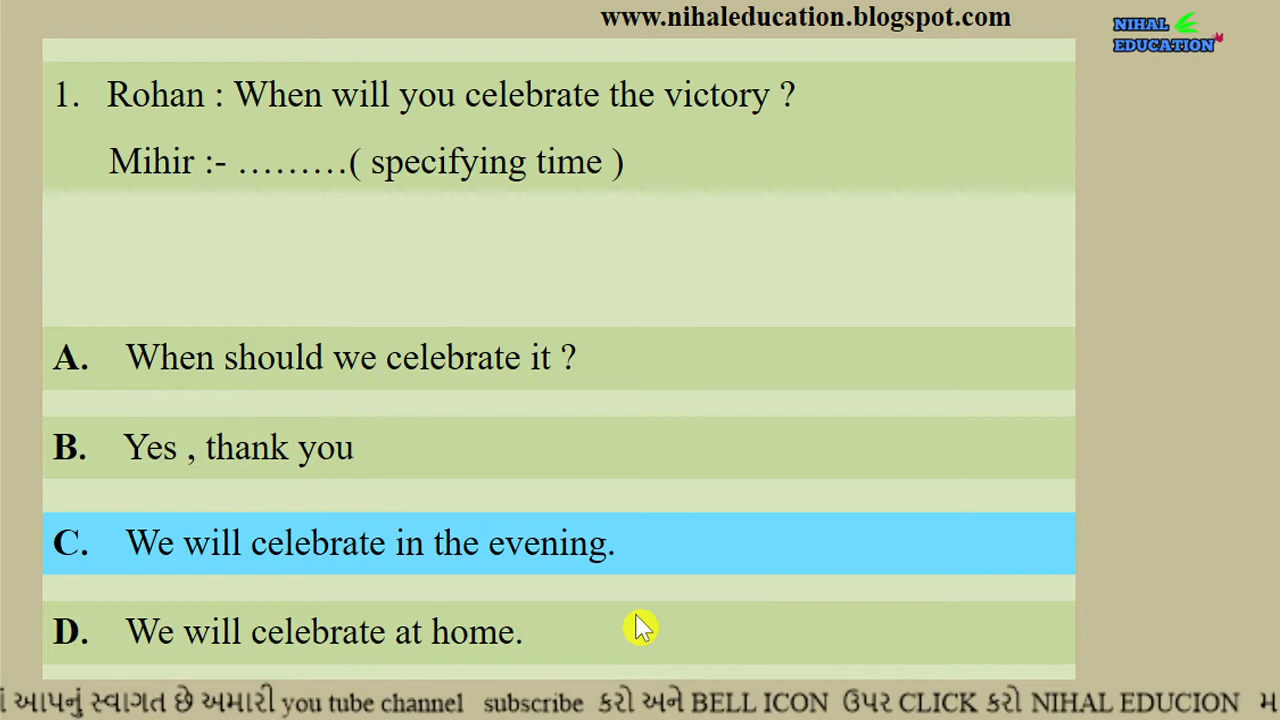 www.nihaleducation.blogspot.com
NIHAL
EDUCATION
1. Rohan : When will you celebrate the victory ?
Mihir :- ………( specifying time )
A. When should we celebrate it ?
B. Yes , thank you
C. We will celebrate in the evening.
D. We will celebrate at home.
આપનું સ્વાગત છે અમારી you tube channel subscribe કરો અને BELL ICON ઉપર CLICK કરો NIHAL EDUCION